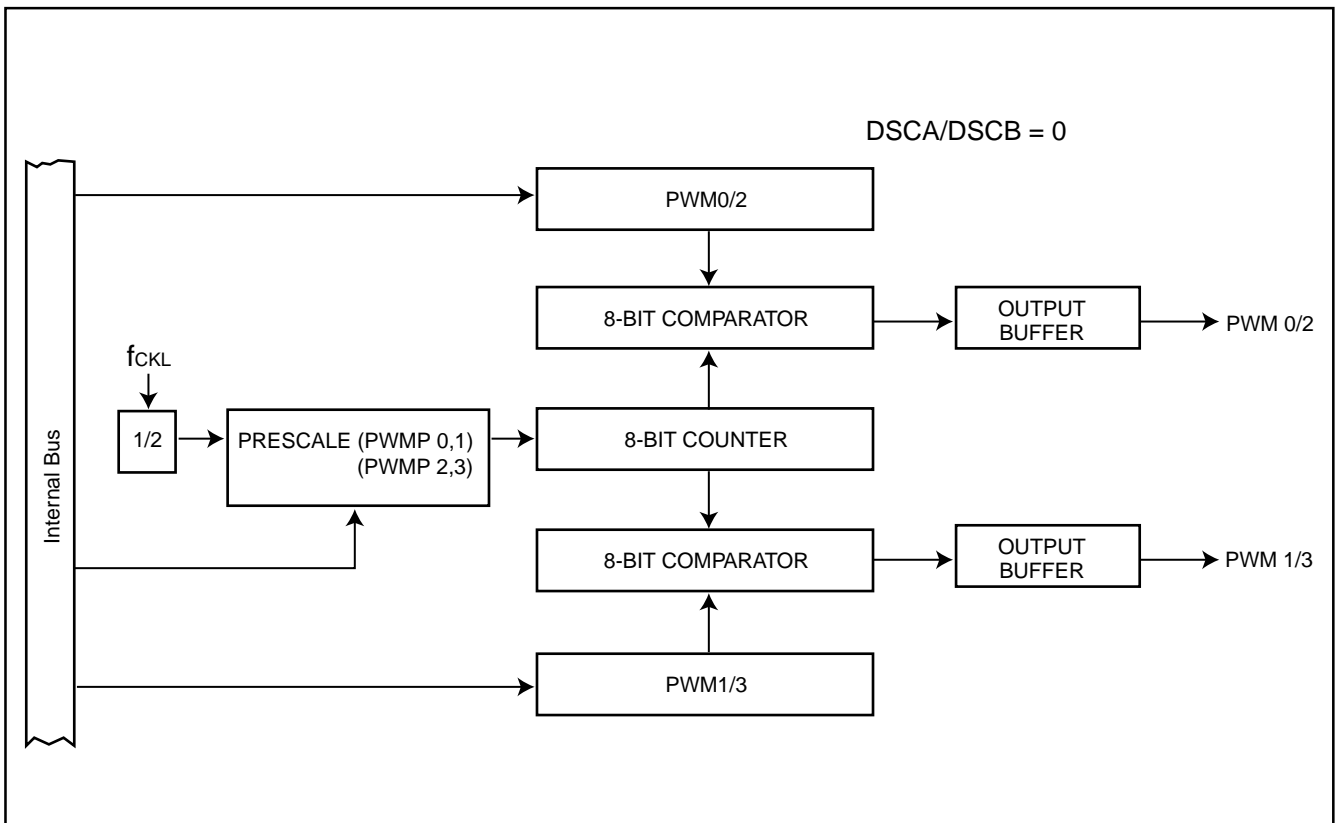 DSCA/DSCB = 0
PWM0/2
8-BIT COMPARATOR
OUTPUT
BUFFER
PWM 0/2
fCKL
Internal Bus
1/2
PRESCALE (PWMP 0,1)
(PWMP 2,3)
8-BIT COUNTER
8-BIT COMPARATOR
OUTPUT
BUFFER
PWM 1/3
PWM1/3